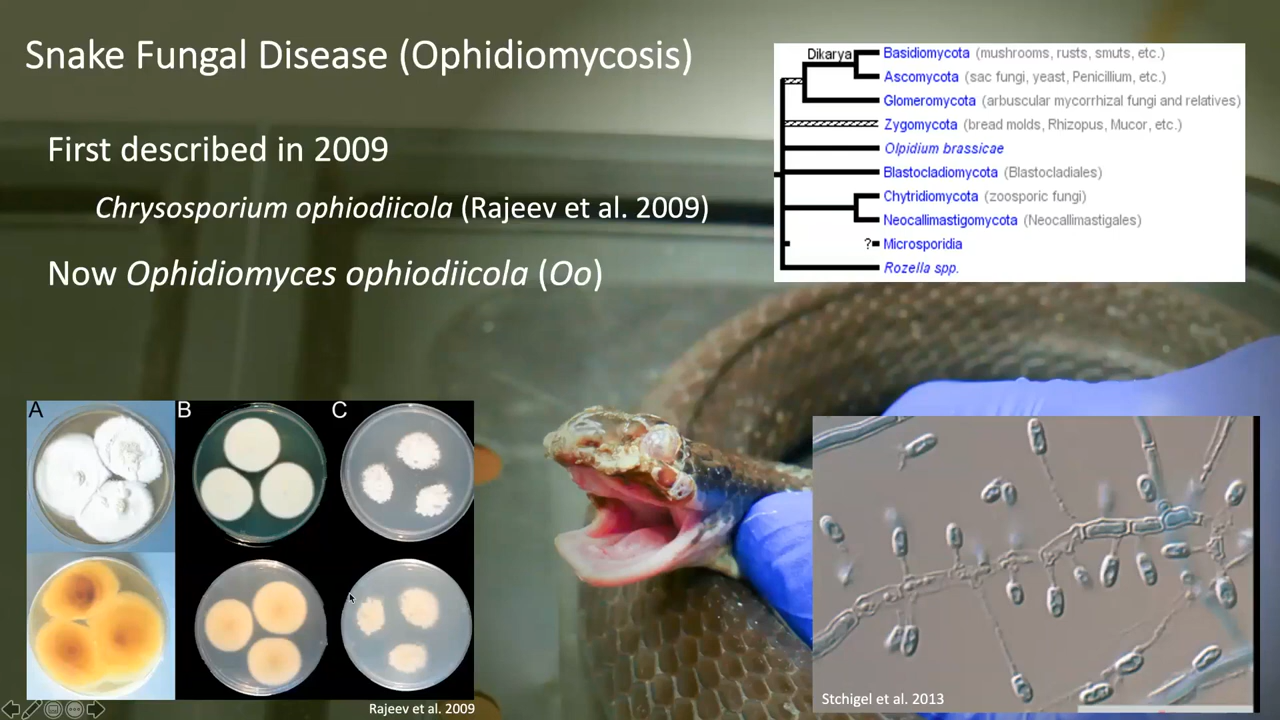 Snake Fungal Disease (Ophidiomycosis)
First described in 2009
Chrysosporium ophiodiicola (Rajeev et al. 2009)
Now Ophidiomyces ophiodiicola (Oo)
Dikarya
Basidiomycota (mushrooms, rusts, smuts, etc.)
Ascomycota (sac fungi, yeast, Penicillium, etc.)
Glomeromycota (arbuscular mycorrhizal fungi and relatives)
Zygomycota (bread molds, Rhizopus, Mucor, etc.)
Olpidium brassicae
Blastocladiomycota (Blastocladiales)
Chytridiomycota (zoosporic fungi)
Neocallimastigomycota (Neocallimastigales)
? Microsporidia
Rozella spp.
A B C
Rajeev et al. 2009
Stchigel et al. 2013